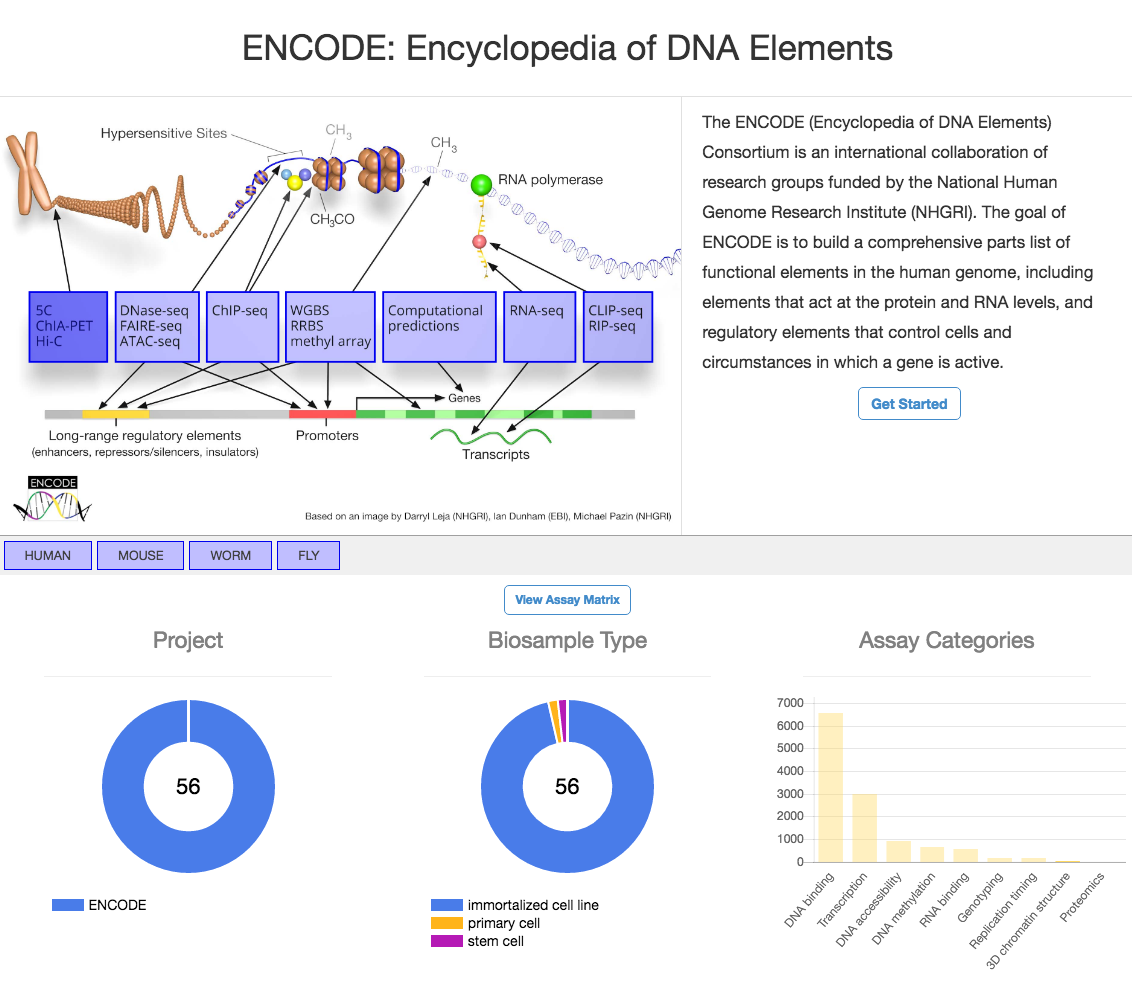 ENCODE: Encyclopedia of DNA Elements
Hypersensitive Sites
CH3
CH3
RNA polymerase
CH3CO
5C
ChIA-PET
Hi-C
DNase-seq
FAIRE-seq
ATAC-seq
ChIP-seq
WGBS
RRBS
methyl array
Computational
predictions
RNA-seq
CLIP-seq
RIP-seq
Genes
Long-range regulatory elements
(enhancers, repressors/silencers, insulators)
Promoters
Transcripts
ENCODE
Based on an image by Darryl Leja (NHGRI), Ian Dunham (EBI), Michael Pazin (NHGRI)
The ENCODE (Encyclopedia of DNA Elements)
Consortium is an international collaboration of
research groups funded by the National Human
Genome Research Institute (NHGRI). The goal of
ENCODE is to build a comprehensive parts list of
functional elements in the human genome, including
elements that act at the protein and RNA levels, and
regulatory elements that control cells and
circumstances in which a gene is active.
Get Started
HUMAN
MOUSE
WORM
FLY
View Assay Matrix
Project
56
ENCODE
Biosample Type
56
immortalized cell line
primary cell
stem cell
Assay Categories
7000
6000
5000
4000
3000
2000
1000
0
DNA binding
Transcription
DNA accessibility
DNA methylation
RNA binding
Genotyping
Replication timing
3D chromatin structure
Proteomics